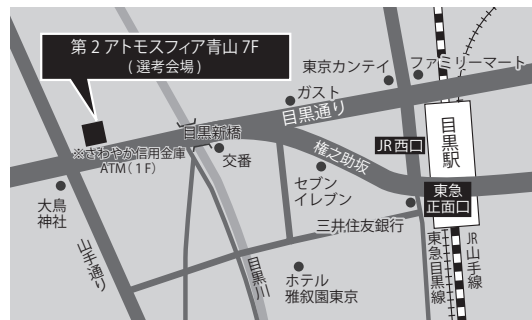 第2アトモスフィア青山7F
(選考会場)
東京カンテイ
ファミリーマート
ガスト
目黒通り
目黒新橋
※さわやか信用金庫
ATM(1F)
交番
権之助坂
JR西口
目黒駅
セブン
イレブン
東急
正面口
大鳥
神社
三井住友銀行
山手通り
目黒川
ホテル
雅叙園東京
東急目黒線
JR山手線